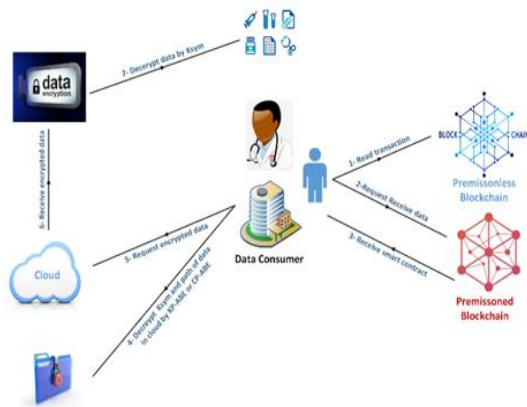 7- Decerypt data by Ksym
data
encryption
6- Receive encrypted data
1- Read transaction
BLOCK
CHAIN
Premissonless
Blockchain
2-Request Receive data
3- Receive smart contract
Cloud
5- Request encrypted data
Data Consumer
4- Decrypt Ksym and path of data
in cloud by KP-ABE or CP-ABE
Premissoned
Blockchain